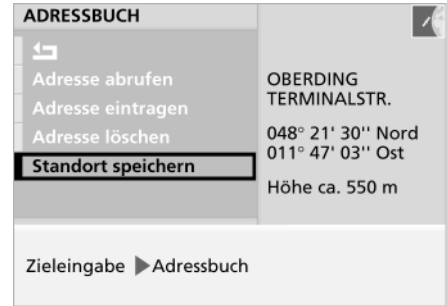 ADRESSBUCH
Adresse abrufen
Adresse eintragen
Adresse löschen
Standort speichern
OBERDING
TERMINALSTR.
048° 21' 30'' Nord
011° 47' 03'' Ost
Höhe ca. 550 m
Zieleingabe ▶Adressbuch